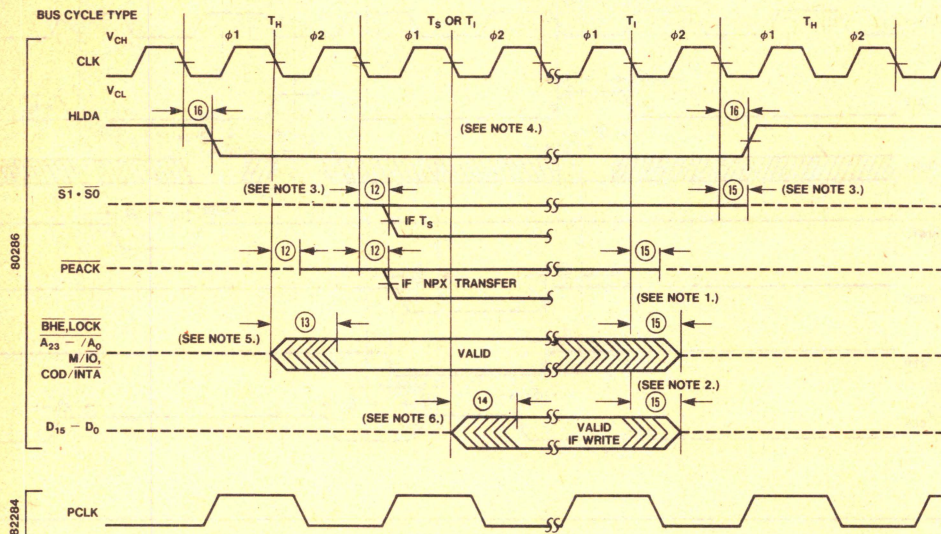 BUS CYCLE TYPE
T_H T_S OR T_I T_I T_H
V_CH ϕ1 ϕ2 ϕ1 ϕ2 ϕ1 ϕ2 ϕ1 ϕ2
CLK
V_CL
16 16
HLDA
(SEE NOTE 4.)
(SEE NOTE 3.) 12 15 (SEE NOTE 3.)
S1 • S0
IF T_S
80286
12 12 15
PEACK
IF NPX TRANSFER
(SEE NOTE 1.)
BHE, LOCK 13 15
A23 – /A0 (SEE NOTE 5.)
M/IO, VALID
COD/INTA
(SEE NOTE 2.)
(SEE NOTE 6.) 14 15
D15 – D0 VALID
IF WRITE
82284
PCLK